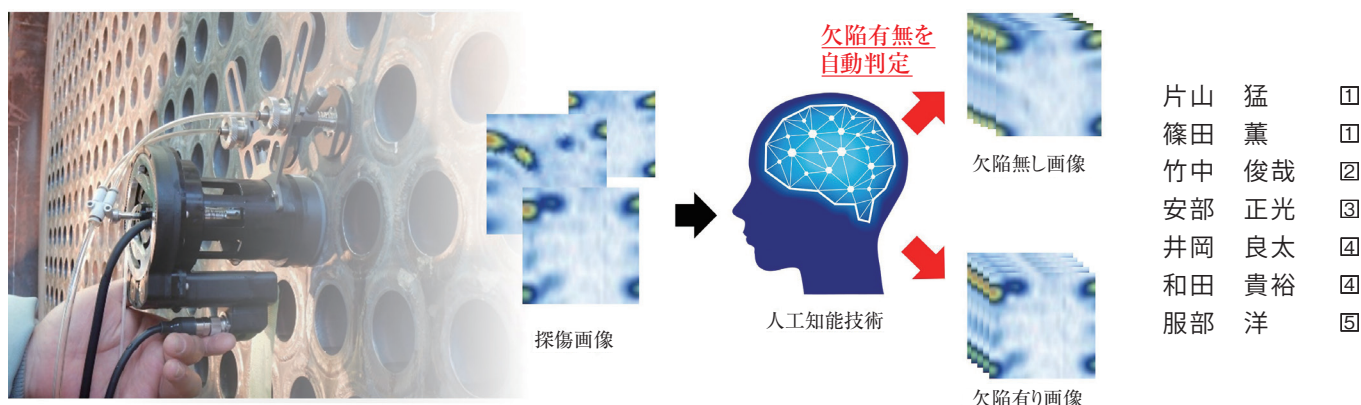 欠陥有無を
自動判定
欠陥無し画像
探傷画像
人工知能技術
欠陥有り画像
片山 猛 1
篠田 薫 1
竹中 俊哉 2
安部 正光 3
井岡 良太 4
和田 貴裕 4
服部 洋 5